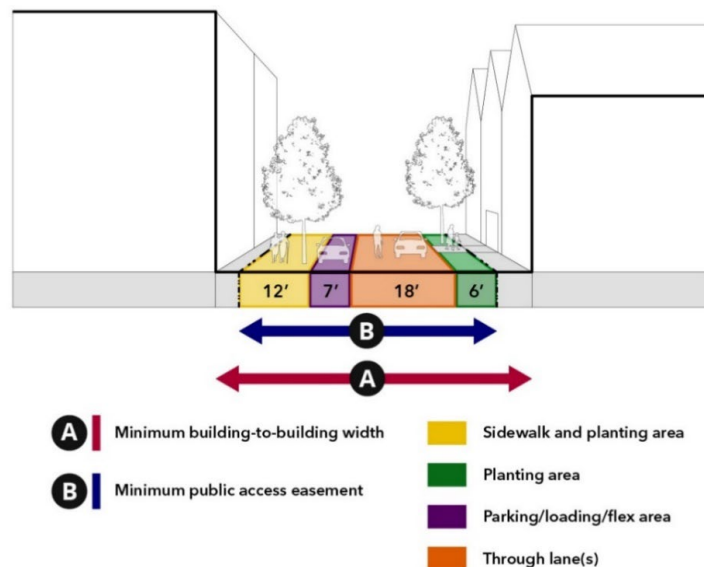 12’ 7’ 18’ 6’
B
A
A Minimum building-to-building width
B Minimum public access easement
Sidewalk and planting area
Planting area
Parking/loading/flex area
Through lane(s)